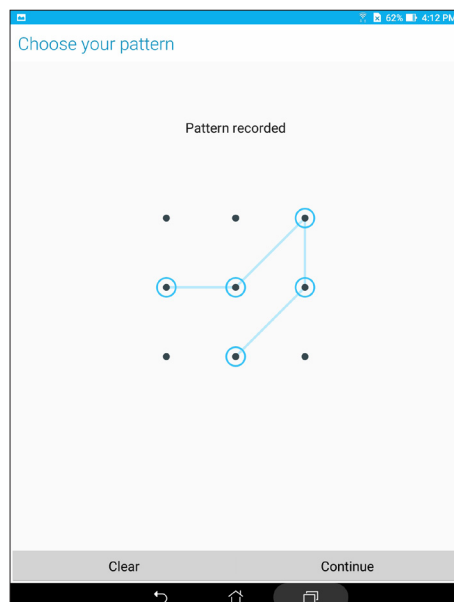 62% 4:12 PM
Choose your pattern
Pattern recorded
Clear Continue